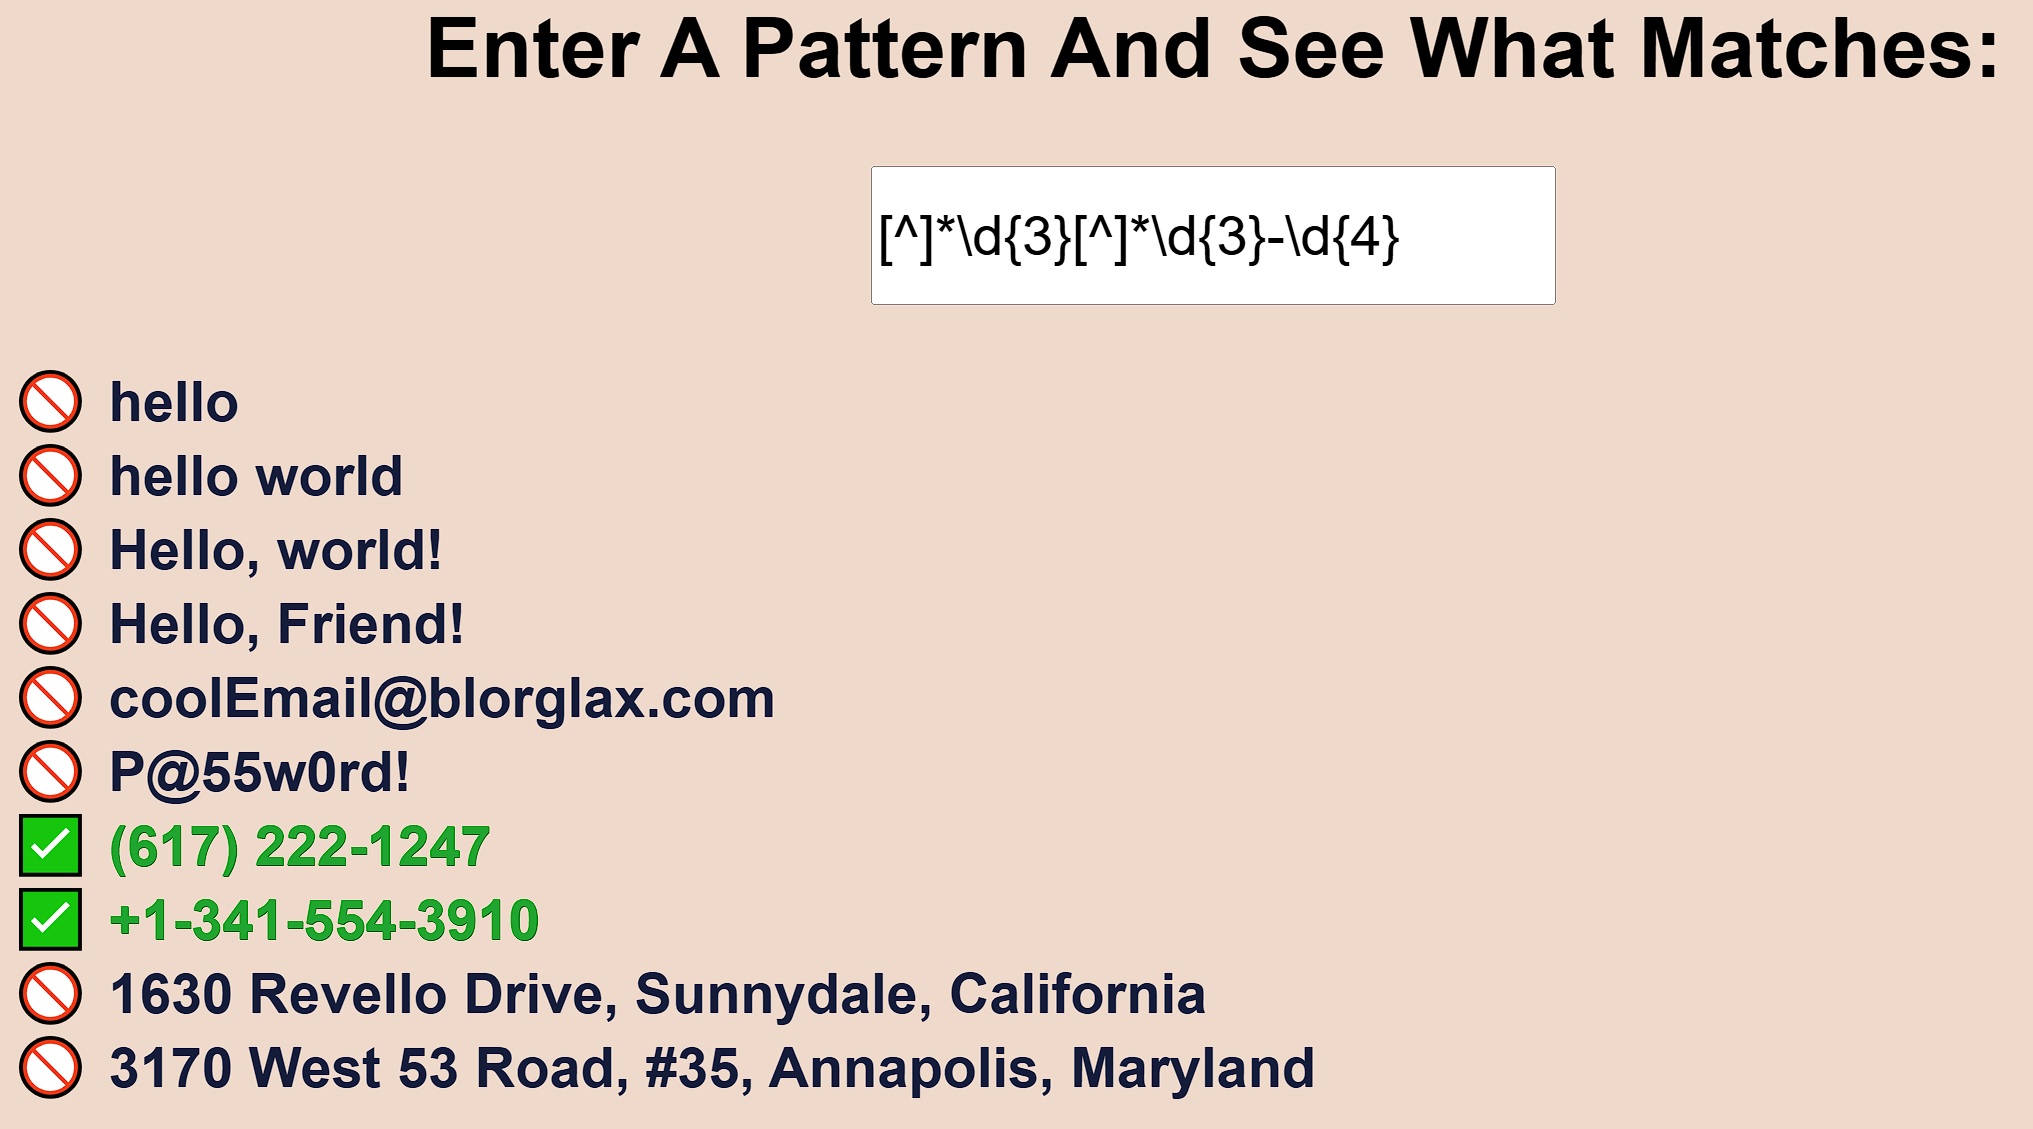 Enter A Pattern And See What Matches:
[^]*\d{3}[^]*\d{3}-\d{4}
hello
hello world
Hello, world!
Hello, Friend!
coolEmail@blorglax.com
P@55w0rd!
(617) 222-1247
+1-341-554-3910
1630 Revello Drive, Sunnydale, California
3170 West 53 Road, #35, Annapolis, Maryland